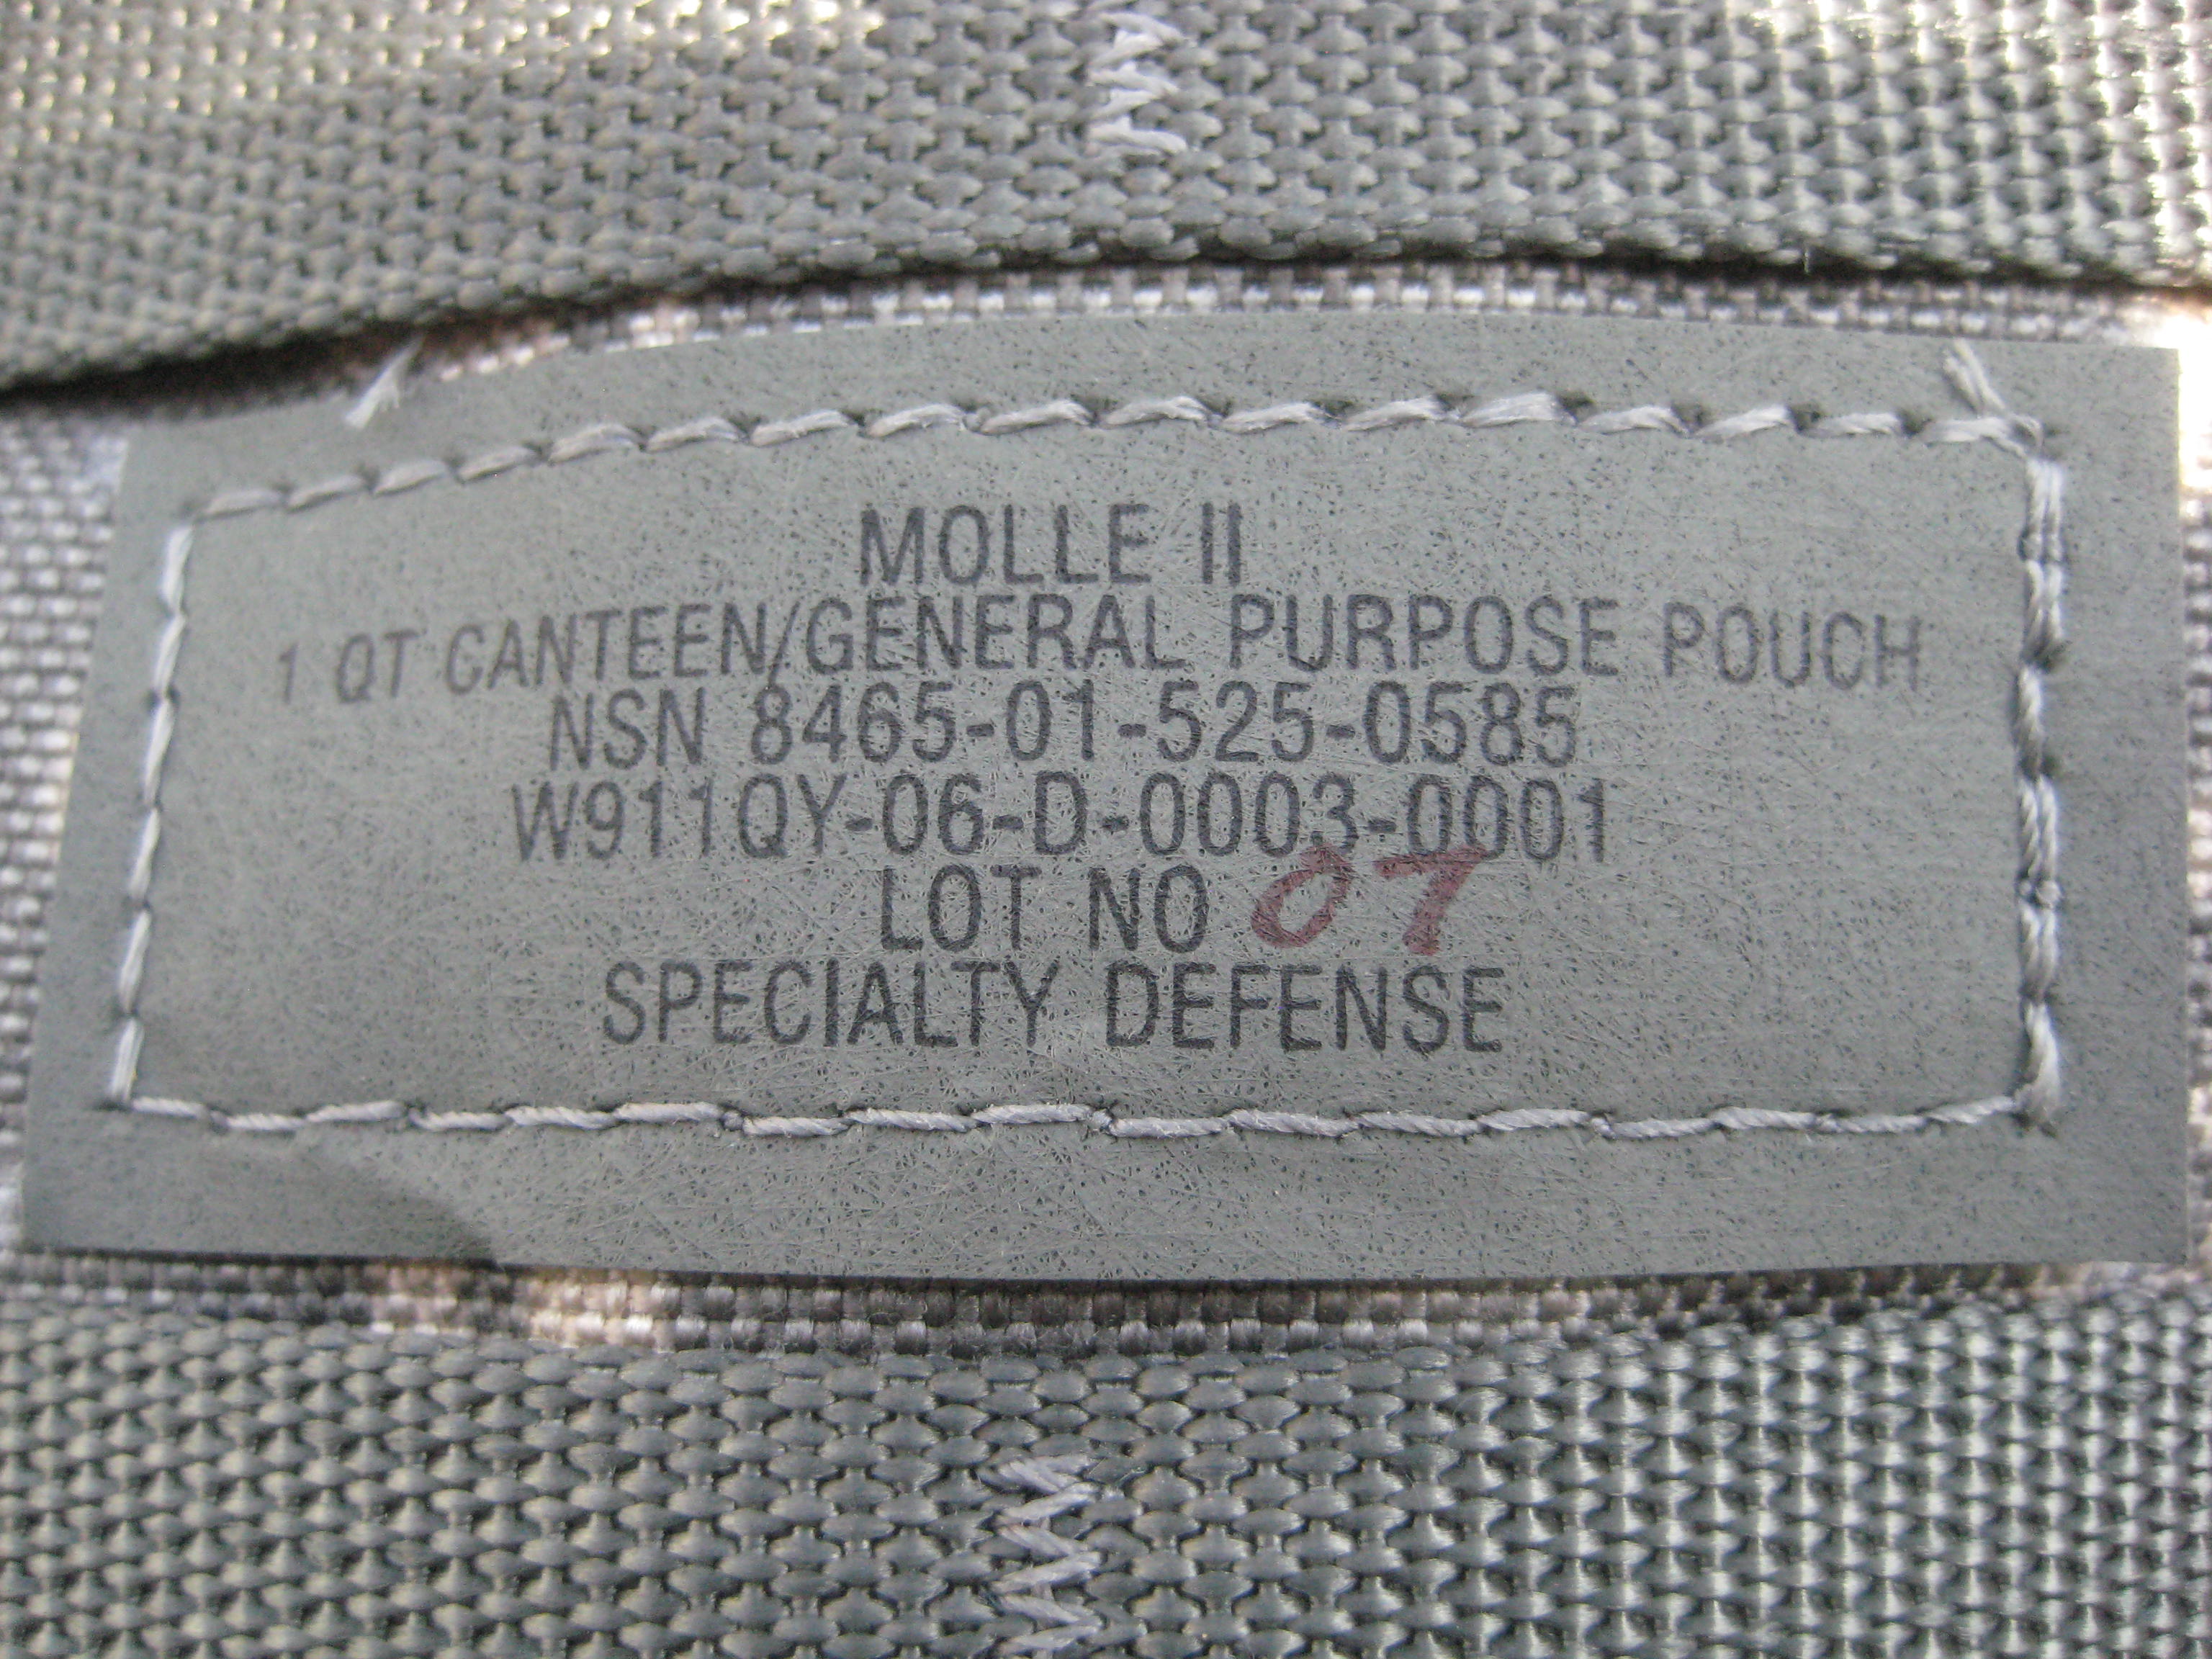 MOLLE II
1 QT CANTEEN/GENERAL PURPOSE POUCH
NSN 8465-01-525-0585
W911QY-06-D-0003-0001
LOT NO 07
SPECIALTY DEFENSE